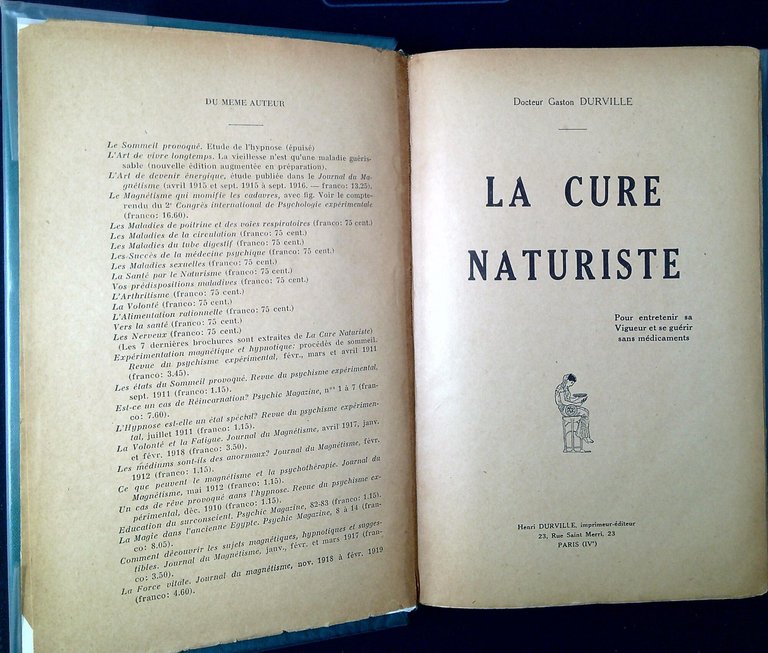 DU MEME AUTEUR
Le Sommeil provoqué. Etude de l'hypnose (épuisé)
L'Art de vivre longtemps. La vieillesse n'est qu'une maladie guéris-
sable (nouvelle édition augmentée en préparation).
L'Art de devenir énergique, étude publiée dans le Journal du Ma-
gnétisme (avril 1915 et sept. 1915 à sept. 1916. — franco: 13.25).
Le Magnétisme qui momifie les cadavres, avec fig. Voir le compte-
rendu du 2e Congrès international de Psychologie expérimentale
(franco: 16.60).
Les Maladies de poitrine et des voies respiratoires (franco: 75 cent.)
Les Maladies de la circulation (franco: 75 cent.)
Les Maladies du tube digestif (franco: 75 cent.)
Les Succès de la médecine psychique (franco: 75 cent.)
Les Maladies sexuelles (franco: 75 cent.)
La Santé par le Naturisme (franco: 75 cent.)
Vos prédispositions maladives (franco: 75 cent.)
L'Arthritisme (franco: 75 cent.)
La Volonté (franco: 75 cent.)
L'Alimentation rationnelle (franco: 75 cent.)
Vers la santé (franco: 75 cent.)
Les Nerveux (franco: 75 cent.)
(Les 7 dernières brochures sont extraites de La Cure Naturiste)
Expérimentation magnétique et hypnotique: procédés de sommeil.
Revue du psychisme expérimental, févr., mars et avril 1911
(franco: 3.45).
Les états du Sommeil provoqué. Revue du psychisme expérimental,
sept. 1911 (franco: 1.15).
Est-ce un cas de Réincarnation? Psychic Magazine, nos 1 à 7 (fran-
co: 7.60).
L'Hypnose est-elle un état spécial? Revue du psychisme expérimen-
tal, juillet 1911 (franco: 1.15).
La Volonté et la Fatigue. Journal du Magnétisme, avril 1917, janv.
et févr. 1918 (franco: 3.50).
Les médiums sont-ils des anormaux? Journal du Magnétisme, févr.
1912 (franco: 1.15).
Ce que peuvent le magnétisme et la psychothérapie. Journal du
Magnétisme, mai 1912 (franco: 1.15).
Un cas de rêve provoqué dans l'hypnose. Revue du psychisme ex-
périmental, déc. 1910 (franco: 1.15).
Education du surconscient. Psychic Magazine, 82-83 (franco: 1.15).
La Magie dans l'ancienne Egypte. Psychic Magazine, 8 à 14 (fran-
co: 8.05).
Comment découvrir les sujets magnétiques, hypnotiques et sugges-
tibles. Journal du Magnétisme, janv., févr. et mars 1917 (fran-
co: 3.50).
La Force vitale. Journal du magnétisme, nov. 1918 à févr. 1919
(franco: 4.60).
Docteur Gaston DURVILLE
LA CURE
NATURISTE
Pour entretenir sa
Vigueur et se guérir
sans médicaments
Henri DURVILLE, imprimeur-éditeur
23, Rue Saint Merri, 23
PARIS (IVe)